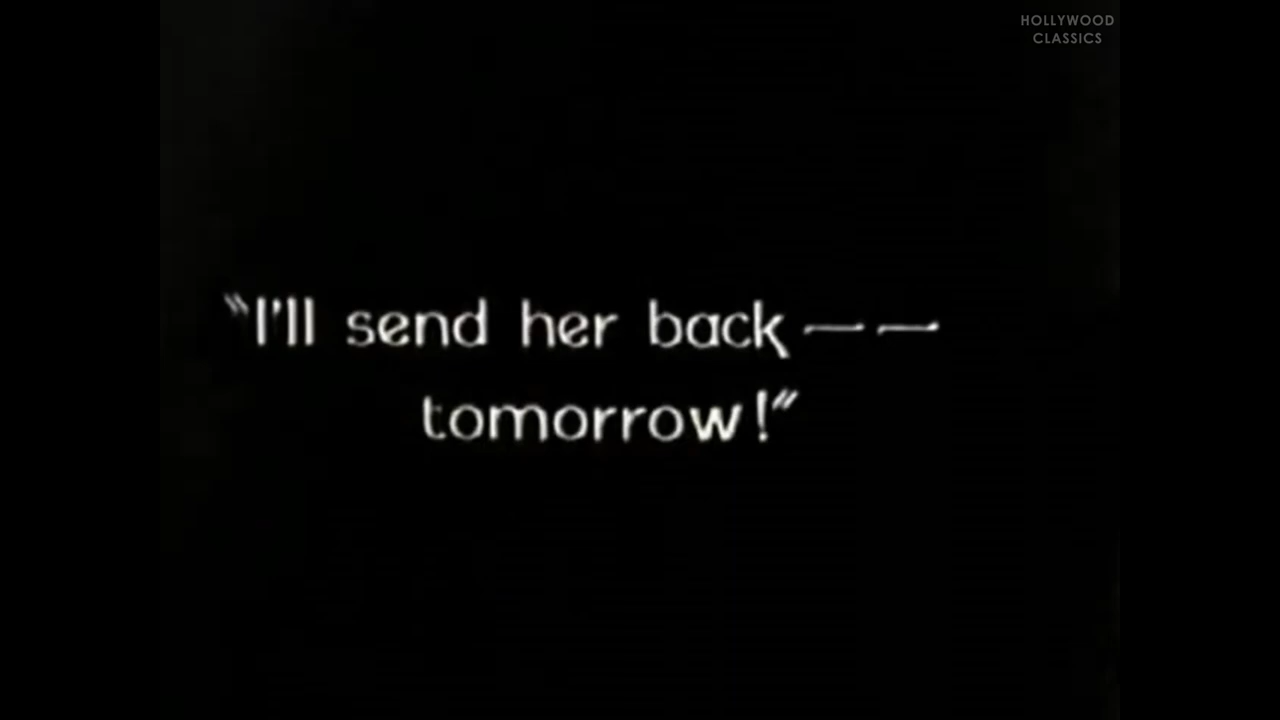 HOLLYWOOD
CLASSICS
"I'll send her back — —
tomorrow!"